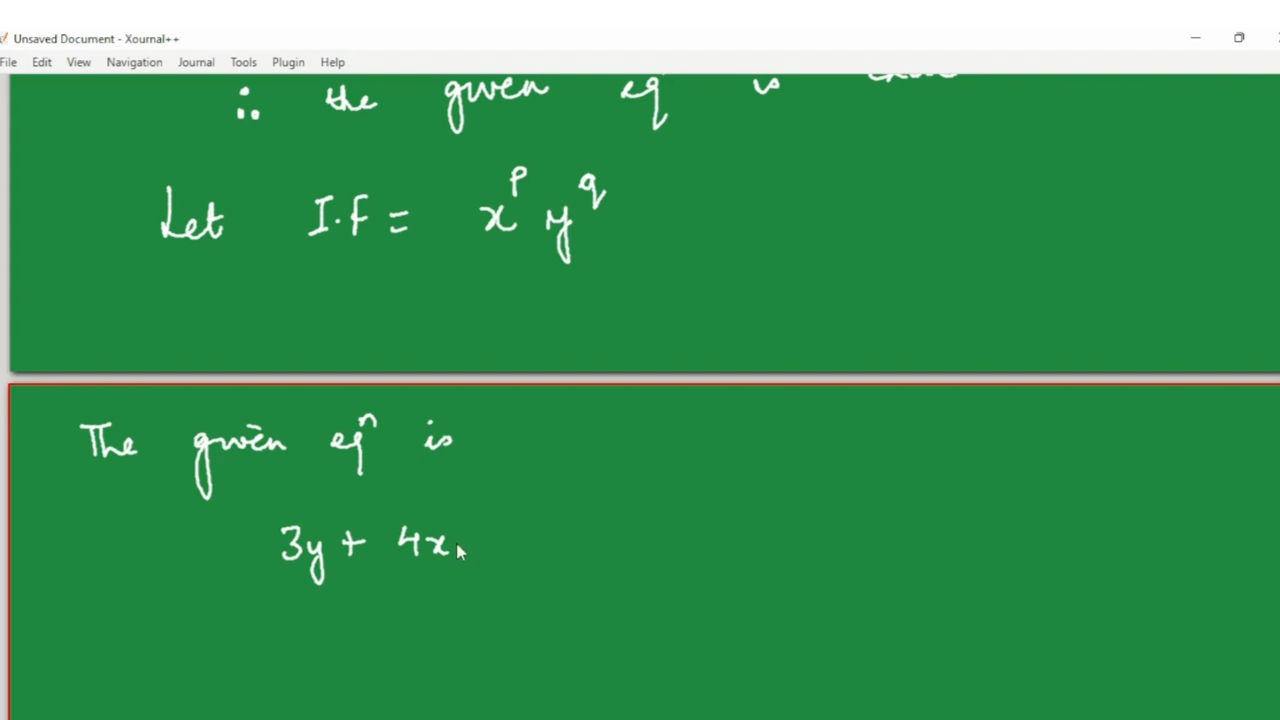 Unsaved Document - Xournal++
File Edit View Navigation Journal Tools Plugin Help
∴ the given eq is
Let I.F = x^p y^q
The given eq^n is
3y + 4x